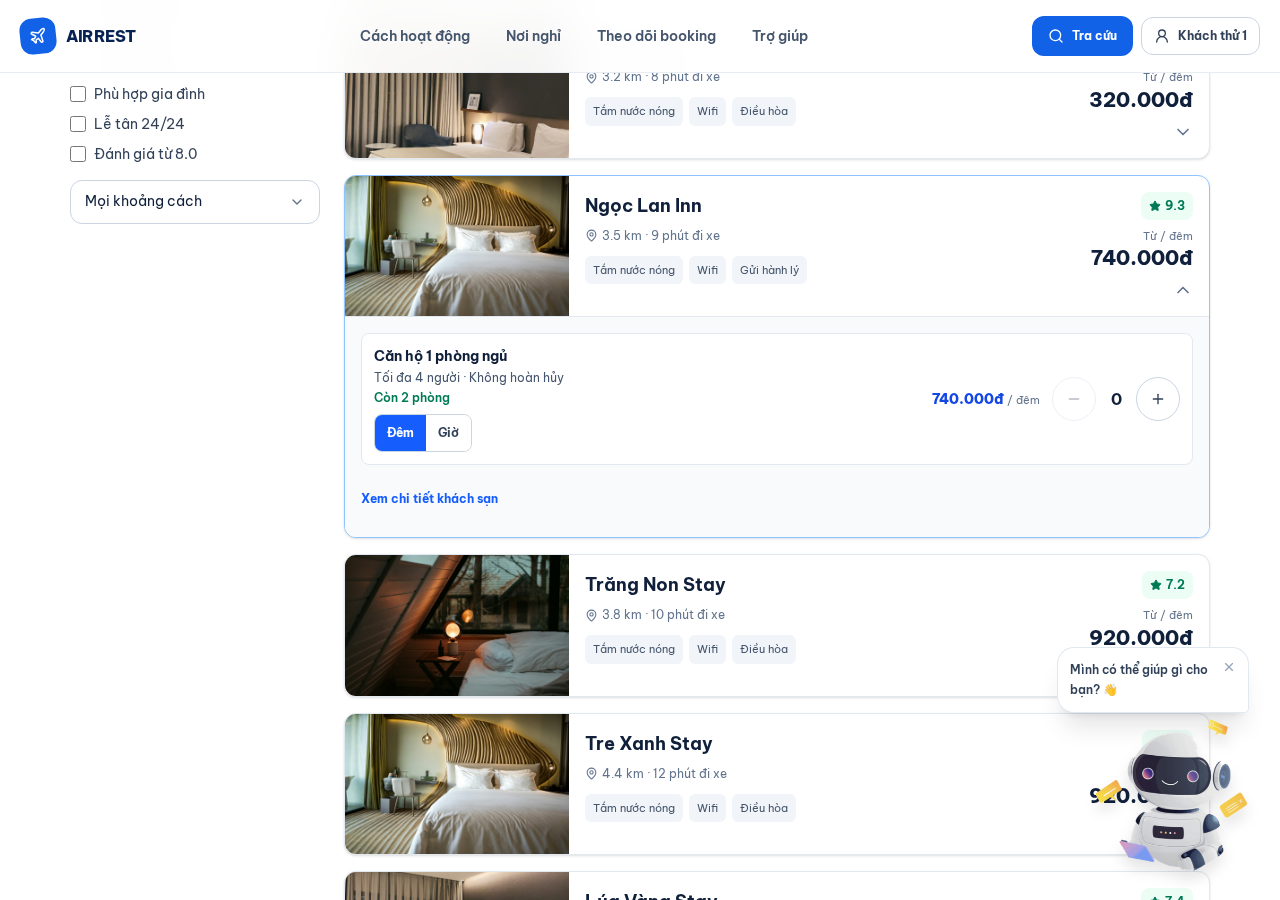 AIRREST
Cách hoạt động
Nơi nghỉ
Theo dõi booking
Trợ giúp
Tra cứu
Khách thử 1
Phù hợp gia đình
Lễ tân 24/24
Đánh giá từ 8.0
Mọi khoảng cách
3.2 km · 8 phút đi xe
Tắm nước nóng
Wifi
Điều hòa
Từ / đêm
320.000đ
Ngọc Lan Inn
3.5 km · 9 phút đi xe
Tắm nước nóng
Wifi
Gửi hành lý
9.3
Từ / đêm
740.000đ
Căn hộ 1 phòng ngủ
Tối đa 4 người · Không hoàn hủy
Còn 2 phòng
Đêm
Giờ
740.000đ / đêm
0
Xem chi tiết khách sạn
Trăng Non Stay
3.8 km · 10 phút đi xe
Tắm nước nóng
Wifi
Điều hòa
7.2
Từ / đêm
920.000đ
Mình có thể giúp gì cho
bạn? 👋
Tre Xanh Stay
4.4 km · 12 phút đi xe
Tắm nước nóng
Wifi
Điều hòa
Lúa Vàng Stay
7.4